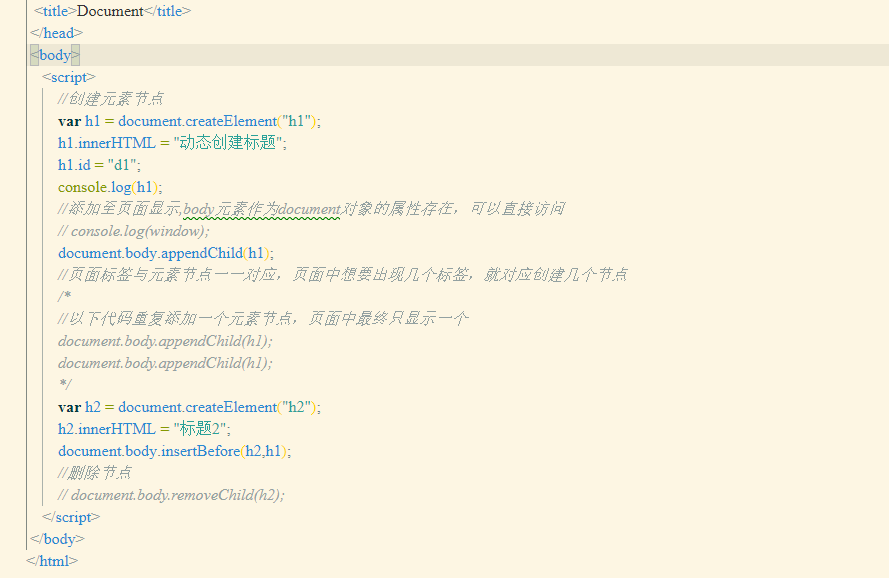 <title>Document</title>
</head>
<body>
<script>
//创建元素节点
var h1 = document.createElement("h1");
h1.innerHTML = "动态创建标题";
h1.id = "d1";
console.log(h1);
//添加至页面显示,body元素作为document对象的属性存在，可以直接访问
// console.log(window);
document.body.appendChild(h1);
//页面标签与元素节点一一对应，页面中想要出现几个标签，就对应创建几个节点
/*
//以下代码重复添加一个元素节点，页面中最终只显示一个
document.body.appendChild(h1);
document.body.appendChild(h1);
*/
var h2 = document.createElement("h2");
h2.innerHTML = "标题2";
document.body.insertBefore(h2,h1);
//删除节点
// document.body.removeChild(h2);
</script>
</body>
</html>